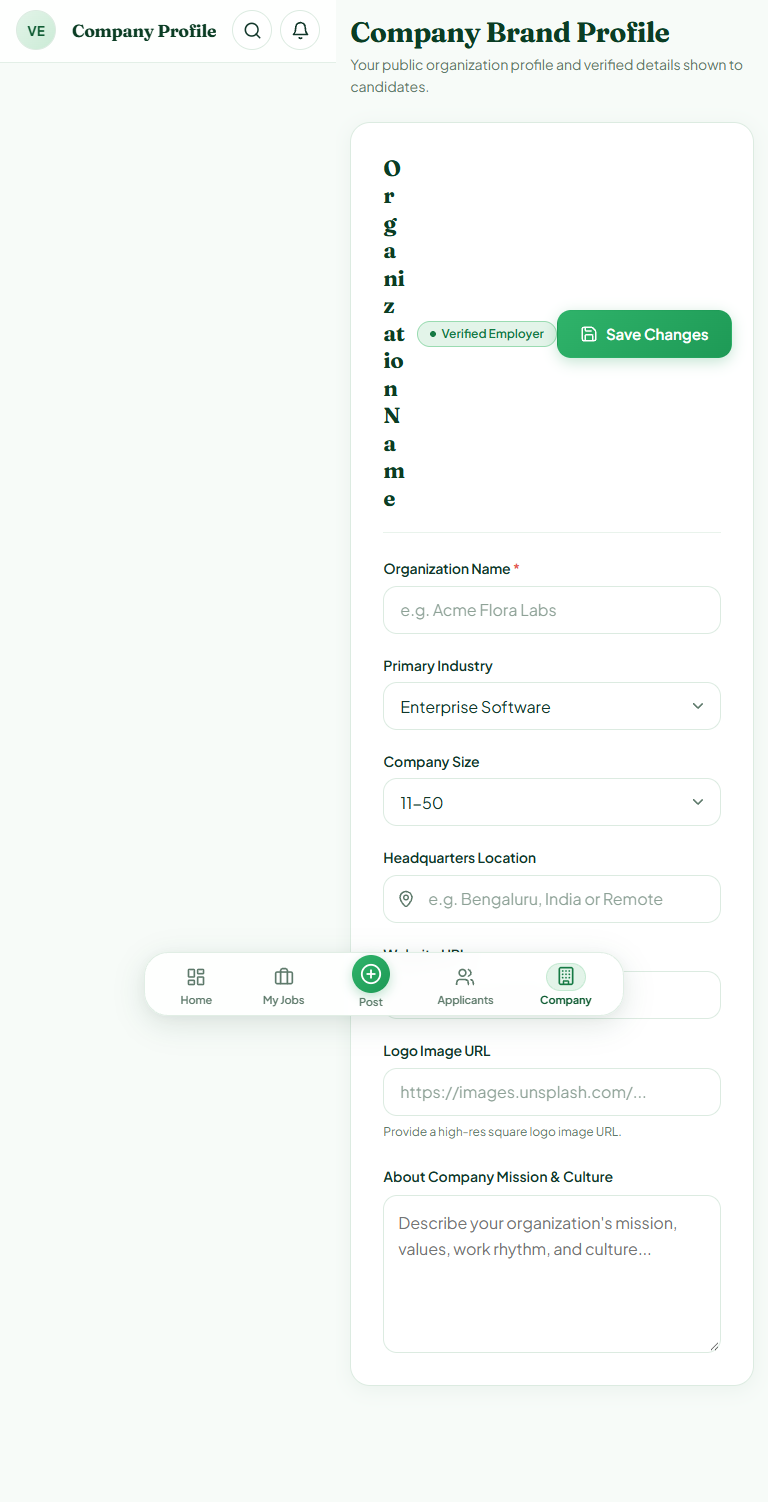 VE
Company Profile
Company Brand Profile
Your public organization profile and verified details shown to
candidates.
O
r
g
a
ni
z
at
io
n
N
a
m
e
Verified Employer
Save Changes
Organization Name *
e.g. Acme Flora Labs
Primary Industry
Enterprise Software
Company Size
11–50
Headquarters Location
e.g. Bengaluru, India or Remote
Website URL
Home
My Jobs
Post
Applicants
Company
Logo Image URL
https://images.unsplash.com/...
Provide a high-res square logo image URL.
About Company Mission & Culture
Describe your organization's mission,
values, work rhythm, and culture...